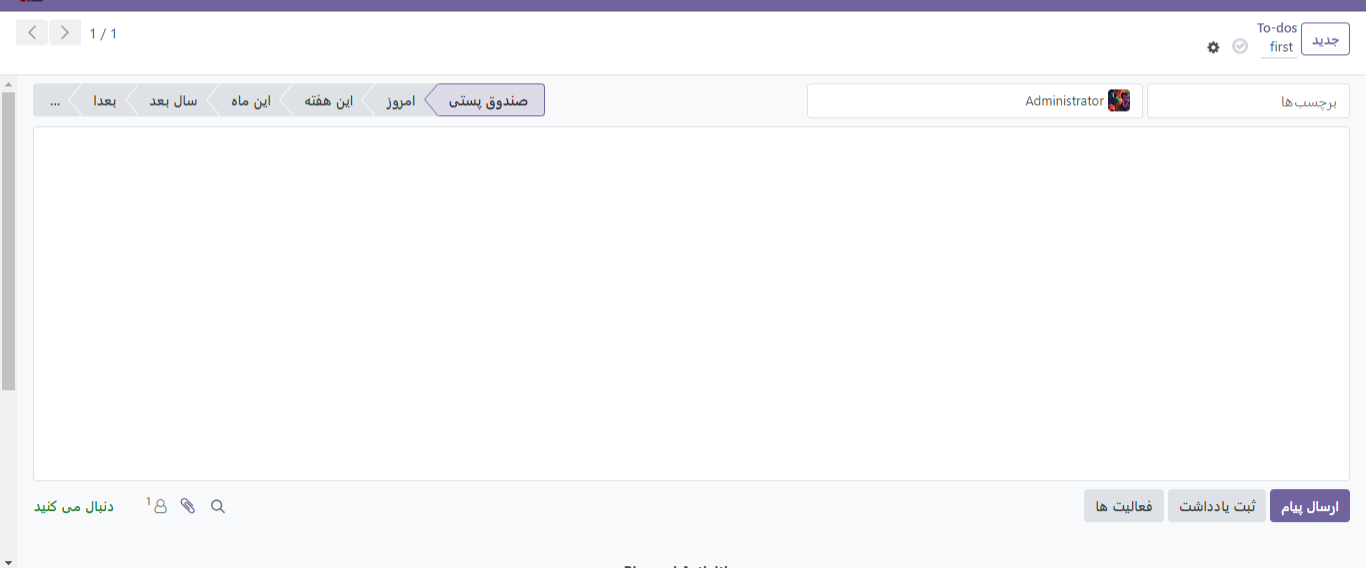 To-dos
جدید
first
1 / 1
برچسب‌ها
Administrator
صندوق پستی
امروز
این هفته
این ماه
سال بعد
بعدا
...
ارسال پیام
ثبت یادداشت
فعالیت ها
1
دنبال می کنید